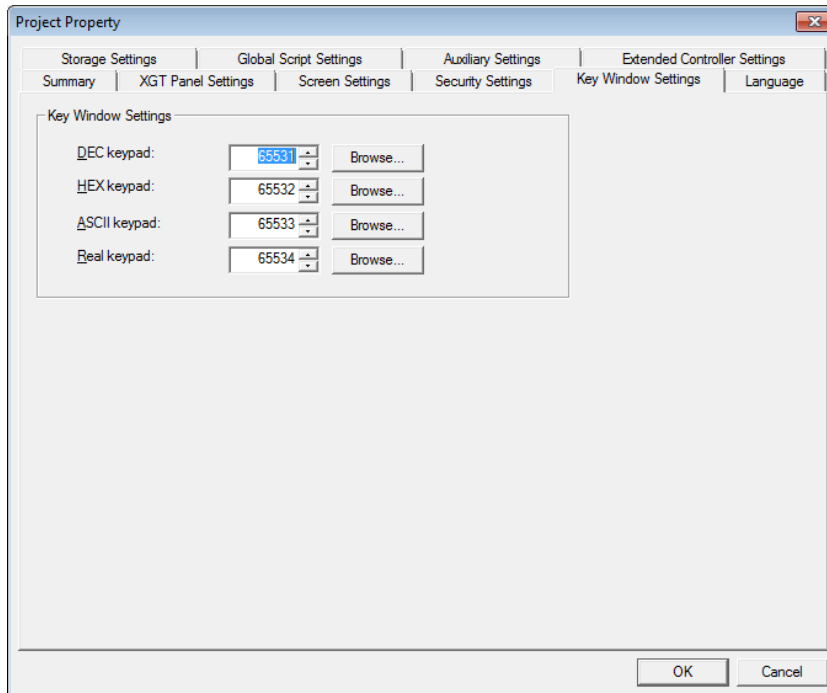 Project Property
Storage Settings Global Script Settings Auxiliary Settings Extended Controller Settings
Summary XGT Panel Settings Screen Settings Security Settings Key Window Settings Language
Key Window Settings
DEC keypad: 65531 Browse...
HEX keypad: 65532 Browse...
ASCII keypad: 65533 Browse...
Real keypad: 65534 Browse...
OK Cancel